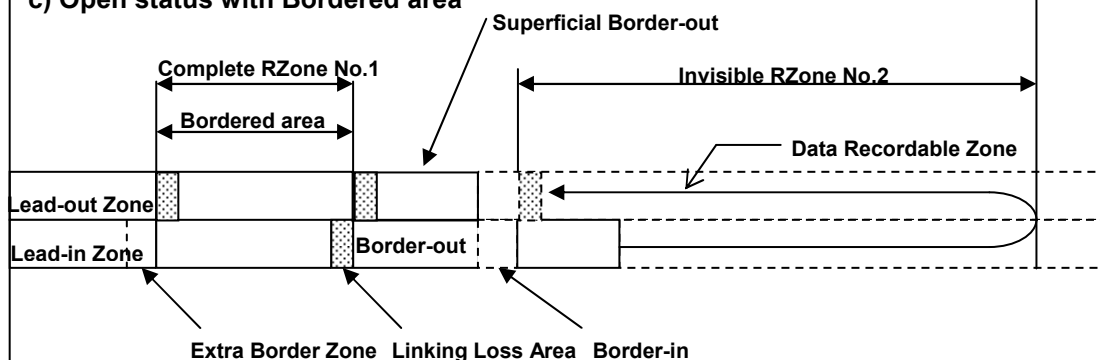 c) Open status with Bordered area
Superficial Border-out
Complete RZone No.1
Invisible RZone No.2
Bordered area
Data Recordable Zone
Lead-out Zone
Lead-in Zone
Border-out
Extra Border Zone
Linking Loss Area
Border-in